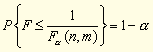 P{F ≤ 1/F_α(n,m)} = 1 − α